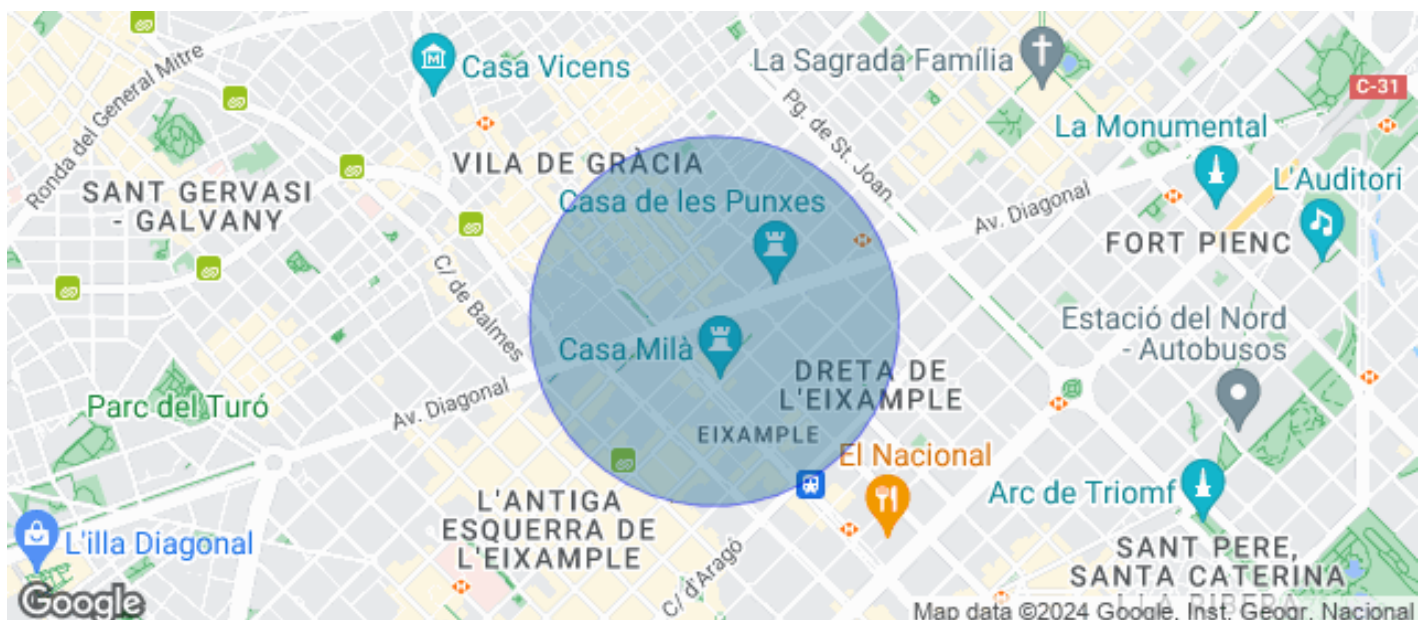 Ronda del General Mitre
Casa Vicens
La Sagrada Família
C-31
La Monumental
L'Auditori
Pg. de St. Joan
VILA DE GRÀCIA
SANT GERVASI
- GALVANY
Casa de les Punxes
Av. Diagonal
FORT PIENC
C/ de Balmes
Estació del Nord
- Autobusos
Casa Milà
DRETA DE
L'EIXAMPLE
Parc del Turó
Av. Diagonal
EIXAMPLE
El Nacional
Arc de Triomf
L'ANTIGA
ESQUERRA DE
L'EIXAMPLE
L'illa Diagonal
C/ d'Aragó
SANT PERE,
SANTA CATERINA
I LA RIBERA
Google
Map data ©2024 Google, Inst. Geogr. Nacional